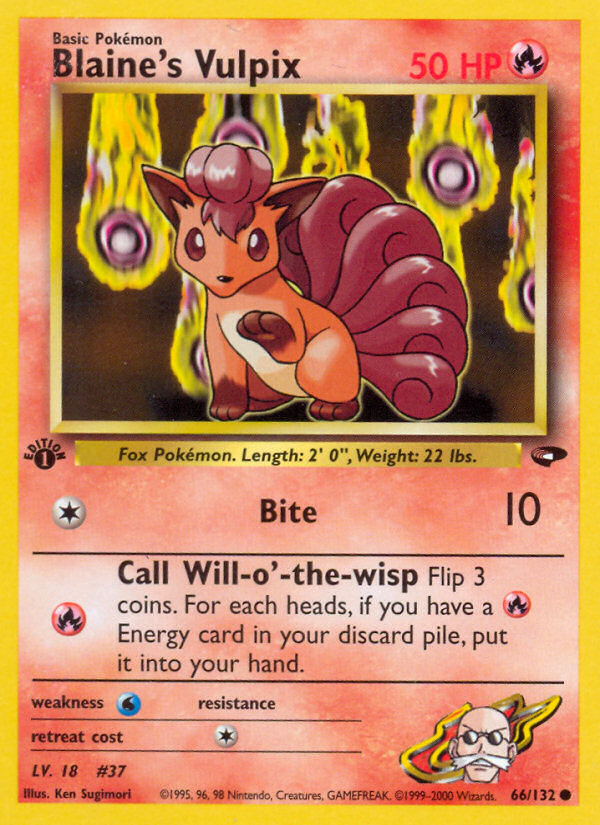 Basic Pokémon
Blaine's Vulpix 50 HP
EDITION
1
Fox Pokémon. Length: 2' 0", Weight: 22 lbs.
Bite 10
Call Will-o'-the-wisp Flip 3
coins. For each heads, if you have a
Energy card in your discard pile, put
it into your hand.
weakness resistance
retreat cost
LV. 18 #37
Illus. Ken Sugimori ©1995, 96, 98 Nintendo, Creatures, GAMEFREAK. ©1999-2000 Wizards. 66/132